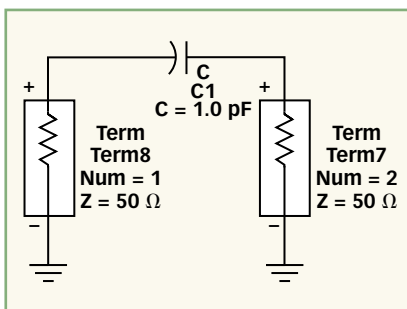 C
C1
C = 1.0 pF
+
+
Term
Term8
Num = 1
Z = 50 Ω
Term
Term7
Num = 2
Z = 50 Ω
–
–